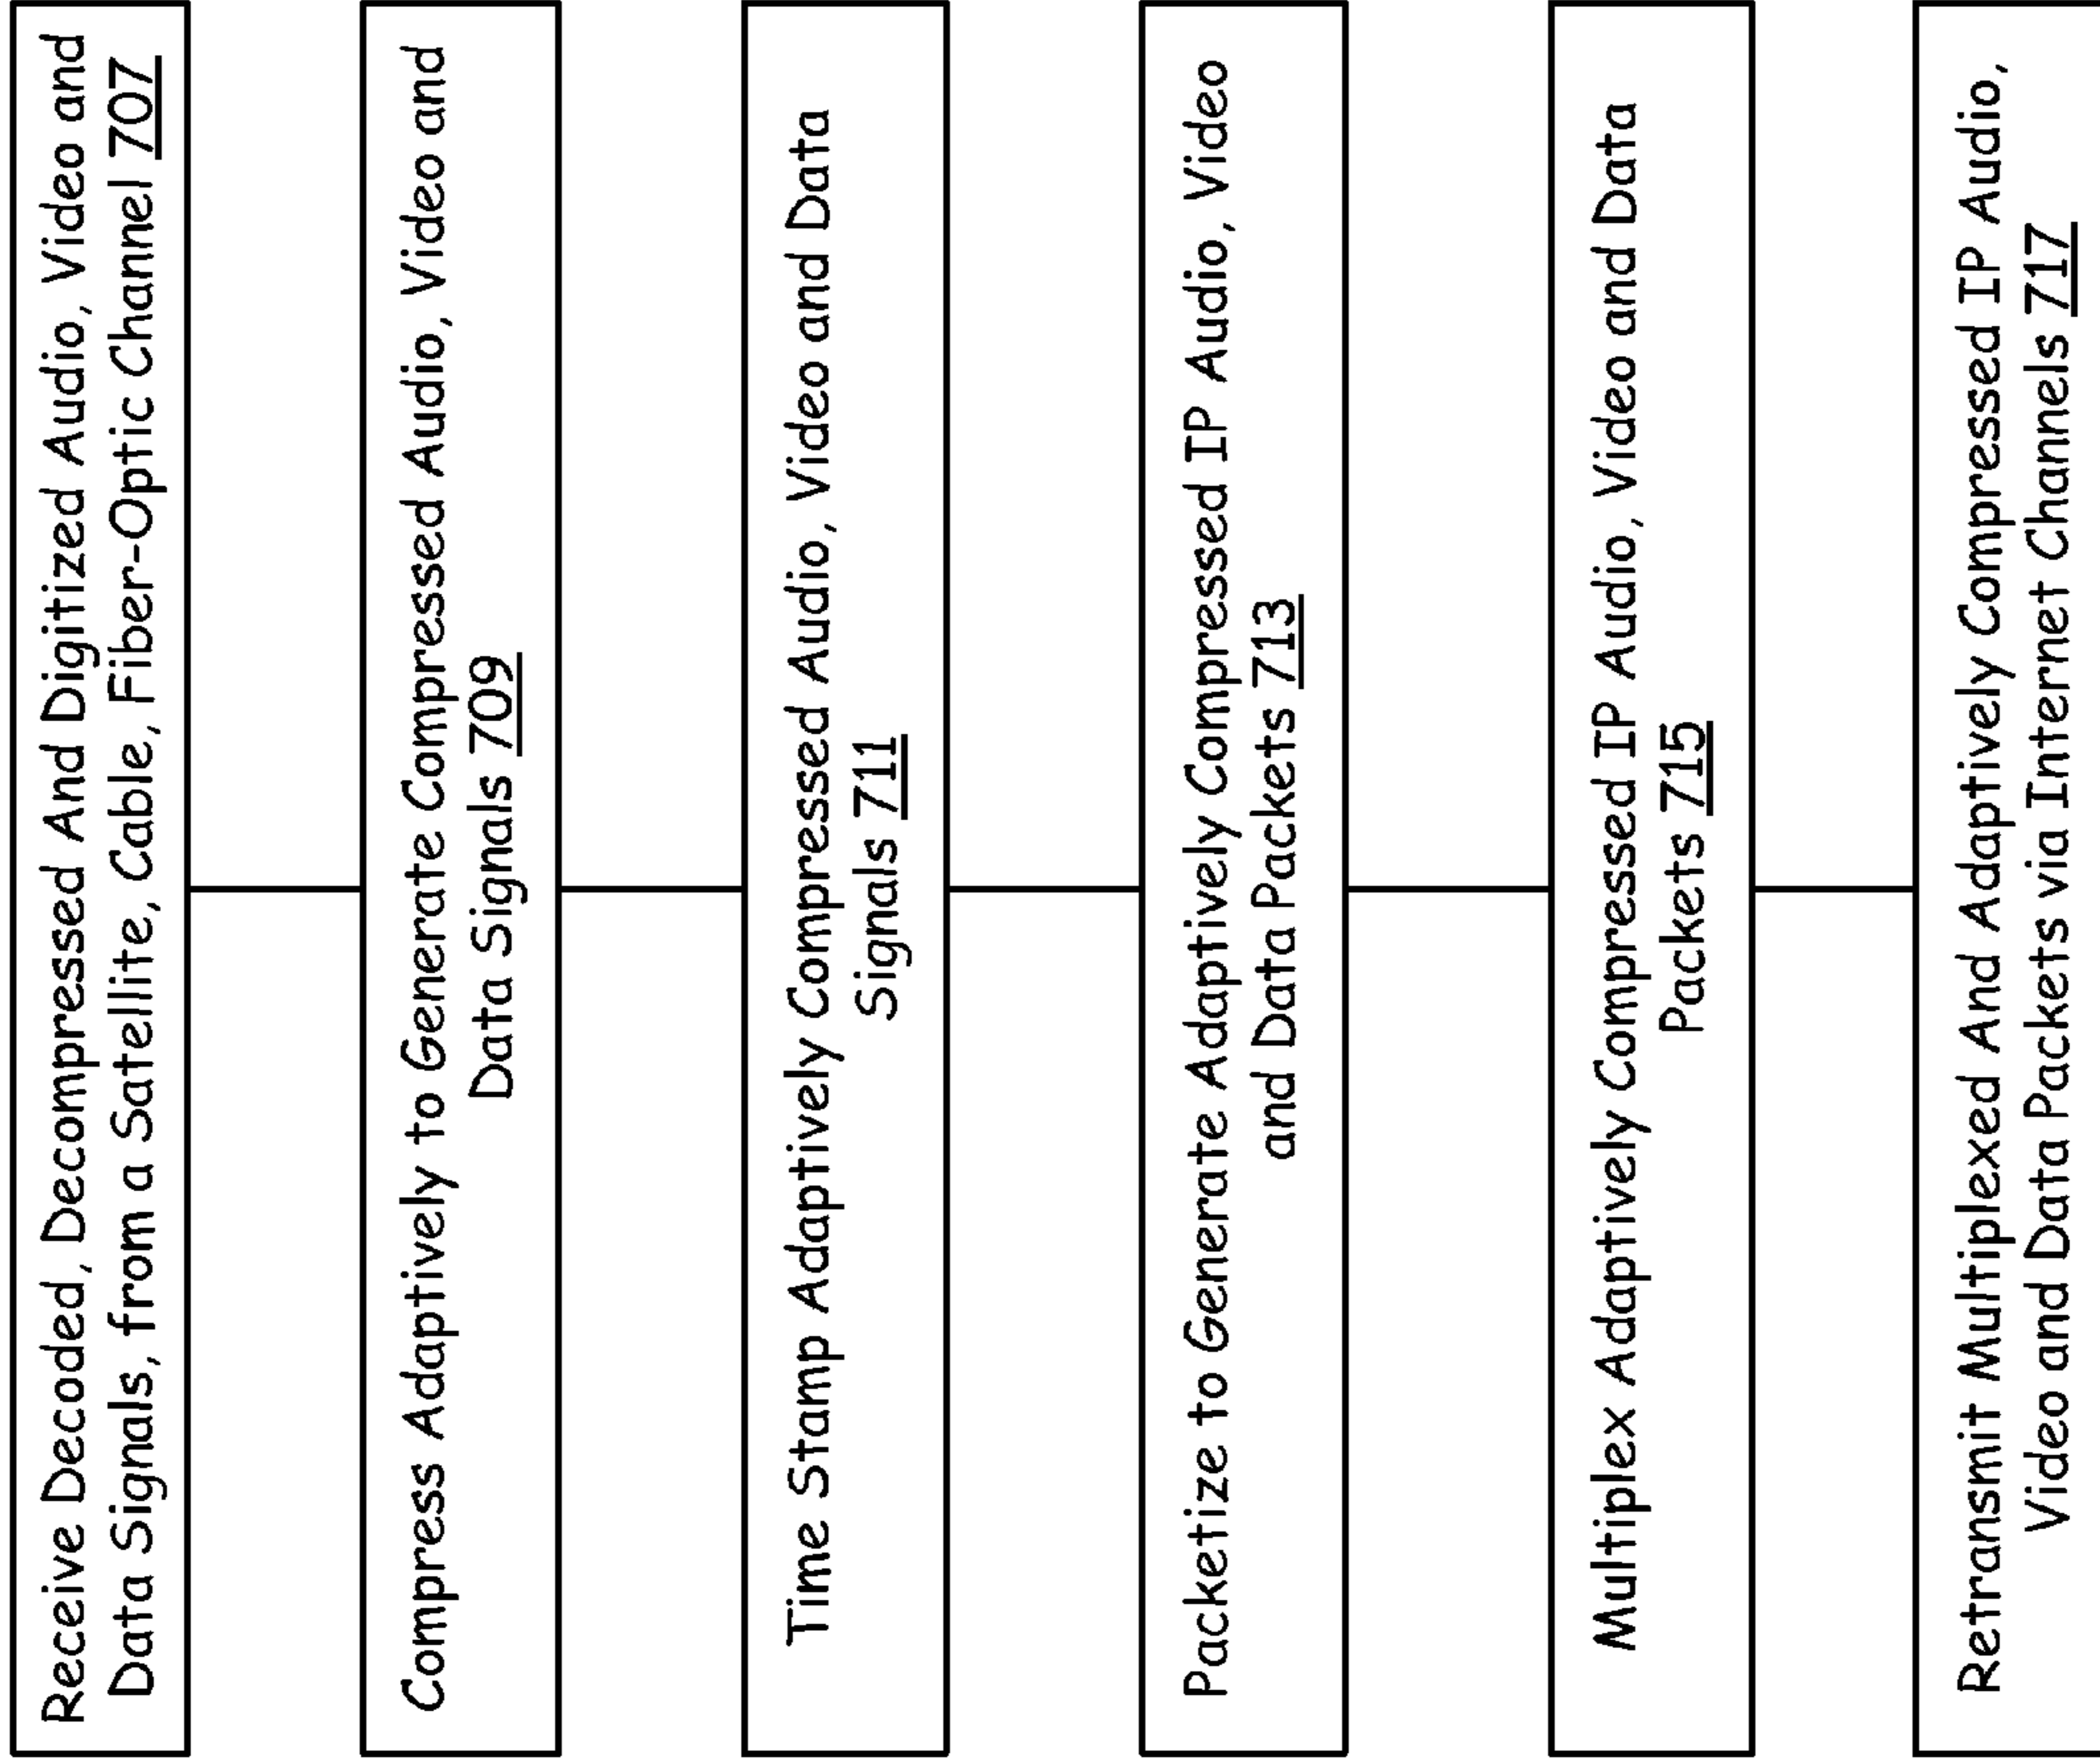 Receive Decoded, Decompressed And Digitized Audio, Video and
Data Signals, from a Satellite, Cable, Fiber-Optic Channel 707
Compress Adaptively to Generate Compressed Audio, Video and
Data Signals 709
Time Stamp Adaptively Compressed Audio, Video and Data
Signals 711
Packetize to Generate Adaptively Compressed IP Audio, Video
and Data Packets 713
Multiplex Adaptively Compressed IP Audio, Video and Data
Packets 715
Retransmit Multiplexed And Adaptively Compressed IP Audio,
Video and Data Packets via Internet Channels 717